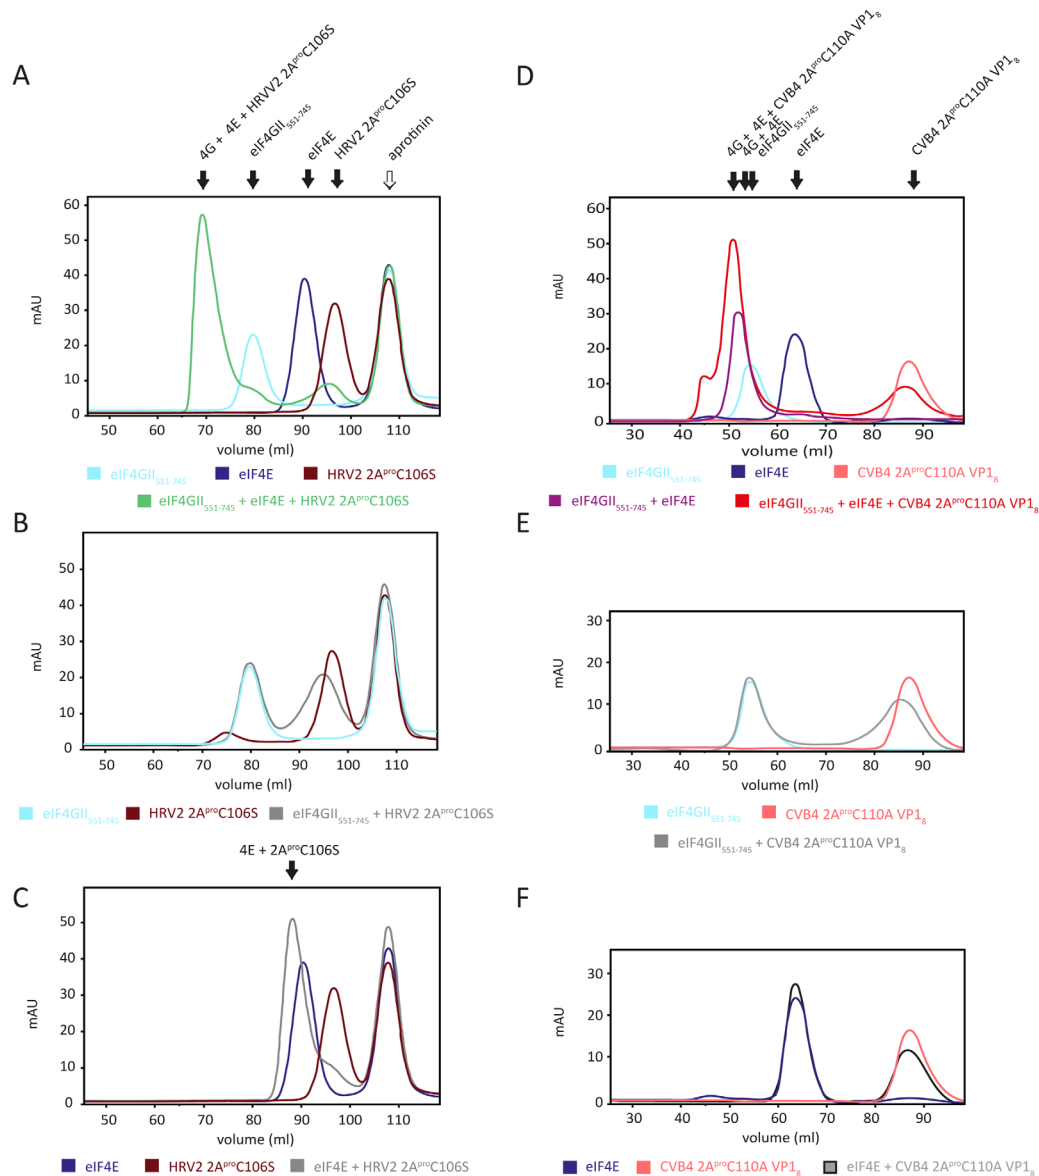 A
4G + 4E + HRVV2 2AᵖʳᵒC106S
eIF4GII₅₅₁₋₇₄₅
eIF4E
HRV2 2AᵖʳᵒC106S
aprotinin
mAU
60
50
40
30
20
10
0
50 60 70 80 90 100 110
volume (ml)
eIF4GII₅₅₁₋₇₄₅ eIF4E HRV2 2AᵖʳᵒC106S
eIF4GII₅₅₁₋₇₄₅ + eIF4E + HRV2 2AᵖʳᵒC106S
B
mAU
50
40
30
20
10
0
50 60 70 80 90 100 110
volume (ml)
eIF4GII₅₅₁₋₇₄₅ HRV2 2AᵖʳᵒC106S eIF4GII₅₅₁₋₇₄₅ + HRV2 2AᵖʳᵒC106S
4E + 2AᵖʳᵒC106S
C
mAU
50
40
30
20
10
0
50 60 70 80 90 100 110
volume (ml)
eIF4E HRV2 2AᵖʳᵒC106S eIF4E + HRV2 2AᵖʳᵒC106S
D
4G + 4E + CVB4 2AᵖʳᵒC110A VP1₈
4G + 4E
eIF4GII₅₅₁₋₇₄₅
eIF4E
CVB4 2AᵖʳᵒC110A VP1₈
mAU
60
50
30
20
10
0
30 40 50 60 70 80 90
volume (ml)
eIF4GII₅₅₁₋₇₄₅ eIF4E CVB4 2AᵖʳᵒC110A VP1₈
eIF4GII₅₅₁₋₇₄₅ + eIF4E eIF4GII₅₅₁₋₇₄₅ + eIF4E + CVB4 2AᵖʳᵒC110A VP1₈
E
mAU
30
20
10
0
30 40 50 60 70 80 90
volume (ml)
eIF4GII₅₅₁₋₇₄₅ CVB4 2AᵖʳᵒC110A VP1₈
eIF4GII₅₅₁₋₇₄₅ + CVB4 2AᵖʳᵒC110A VP1₈
F
mAU
30
20
10
0
30 40 50 60 70 80 90
volume (ml)
eIF4E CVB4 2AᵖʳᵒC110A VP1₈ eIF4E + CVB4 2AᵖʳᵒC110A VP1₈